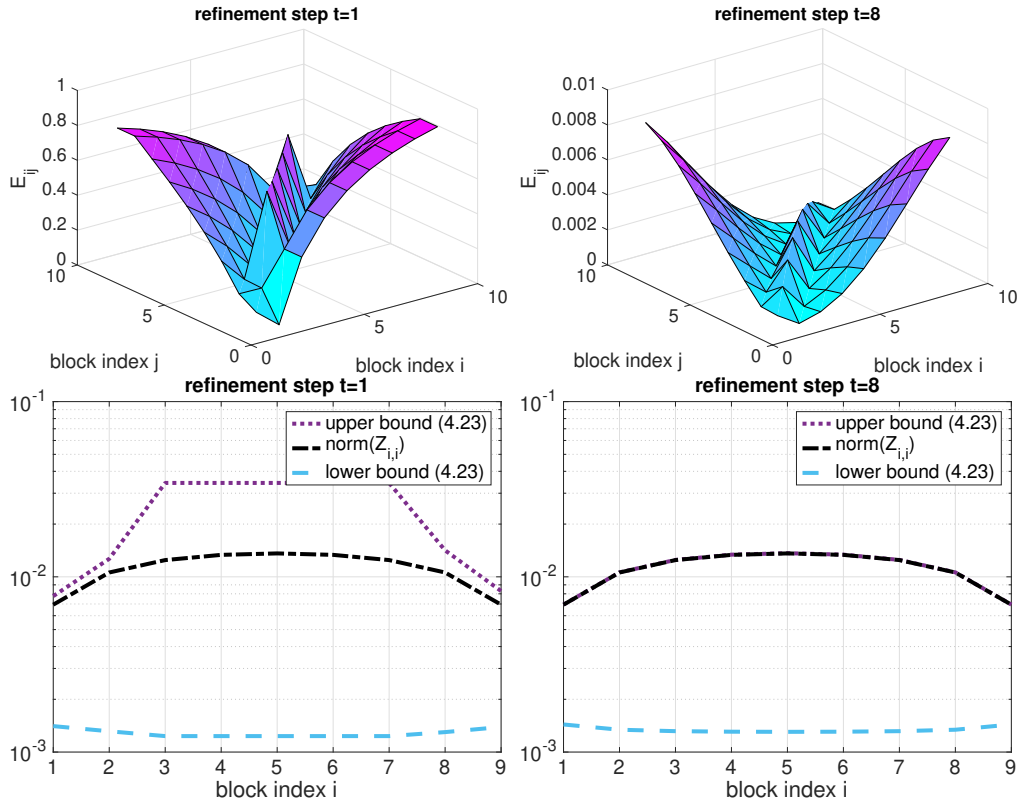 refinement step t=1
1
0.8
0.6
0.4
0.2
0
E_ij
10
5
0
0
5
10
block index j
block index i
refinement step t=8
0.01
0.008
0.006
0.004
0.002
0
E_ij
10
5
0
0
5
10
block index j
block index i
refinement step t=1
10^-1
10^-2
10^-3
upper bound (4.23)
norm(Z_i,i)
lower bound (4.23)
1 2 3 4 5 6 7 8 9
block index i
refinement step t=8
10^-1
10^-2
10^-3
upper bound (4.23)
norm(Z_i,i)
lower bound (4.23)
1 2 3 4 5 6 7 8 9
block index i